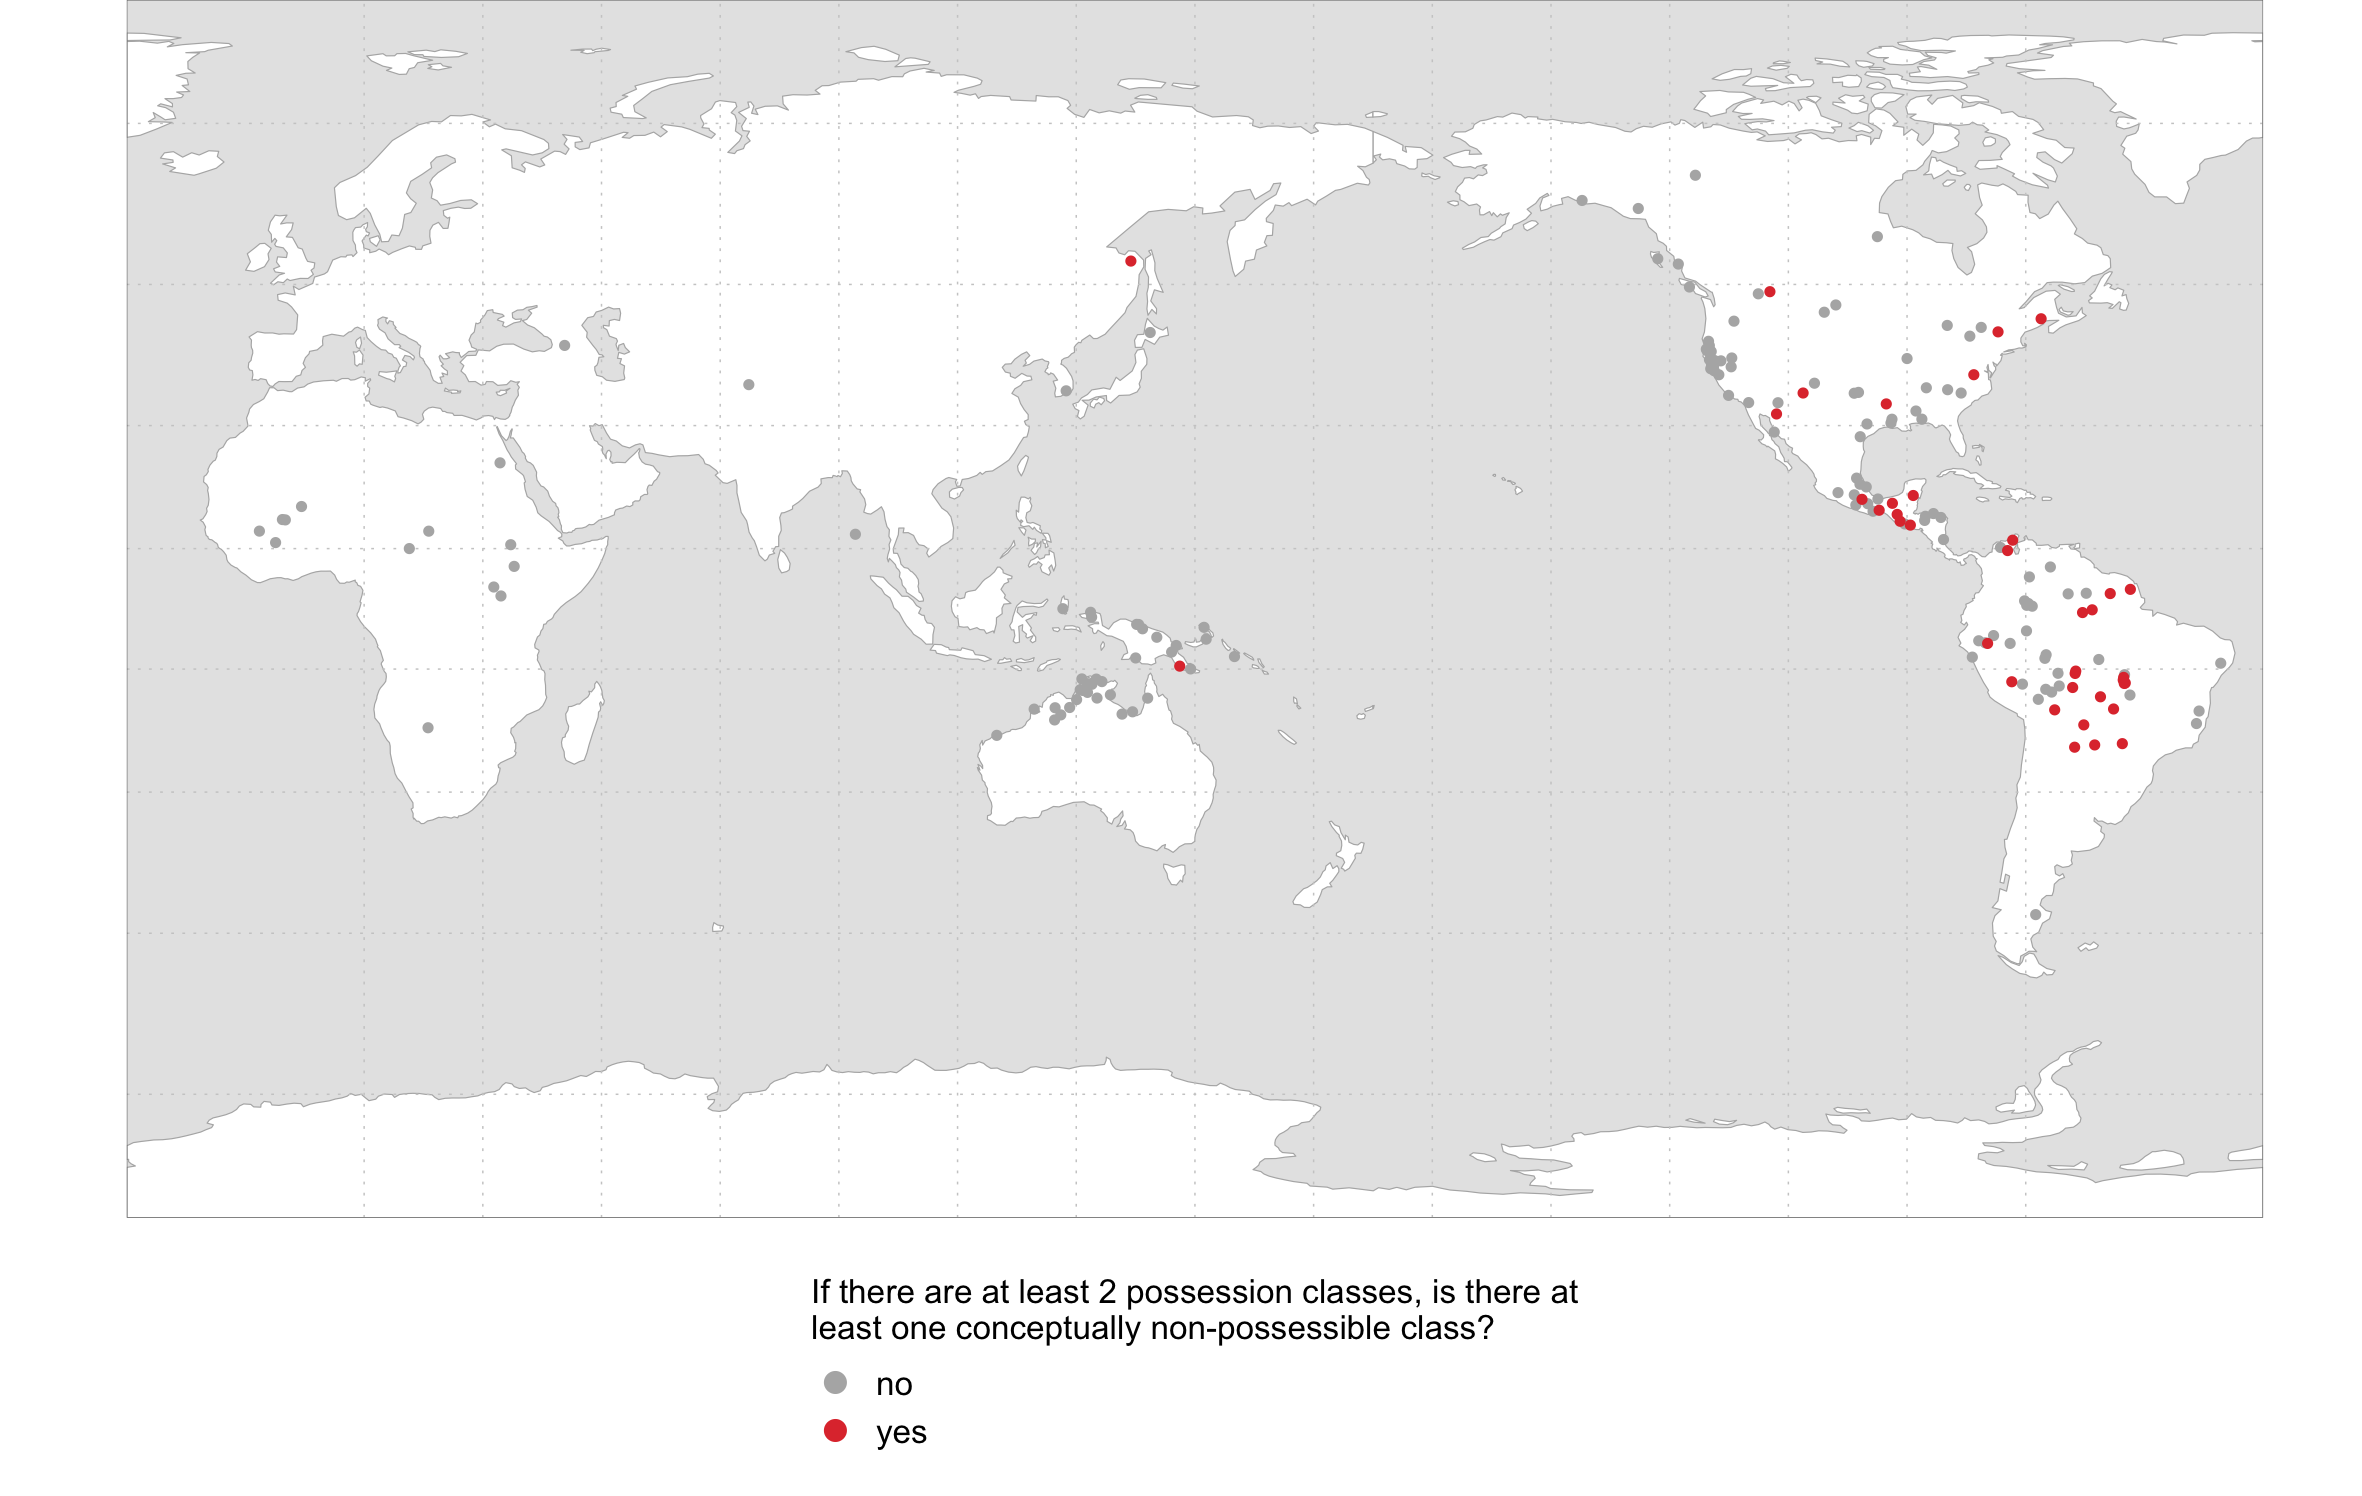 If there are at least 2 possession classes, is there at
least one conceptually non-possessible class?
no
yes